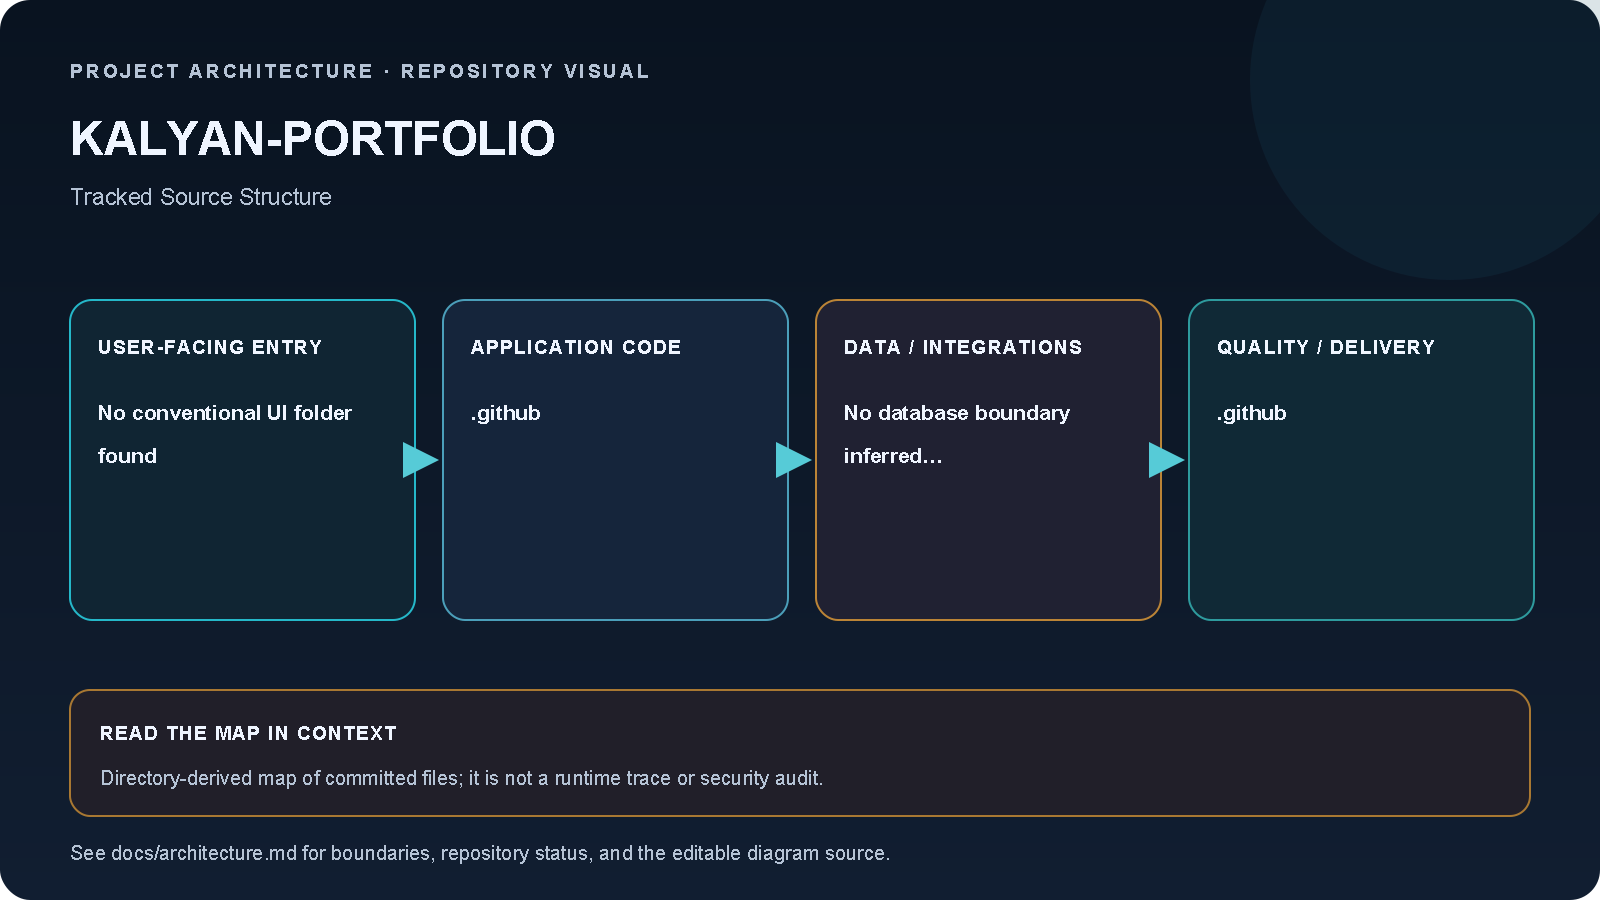 PROJECT ARCHITECTURE · REPOSITORY VISUAL
KALYAN-PORTFOLIO
Tracked Source Structure
USER-FACING ENTRY
No conventional UI folder
found
APPLICATION CODE
.github
DATA / INTEGRATIONS
No database boundary
inferred...
QUALITY / DELIVERY
.github
READ THE MAP IN CONTEXT
Directory-derived map of committed files; it is not a runtime trace or security audit.
See docs/architecture.md for boundaries, repository status, and the editable diagram source.